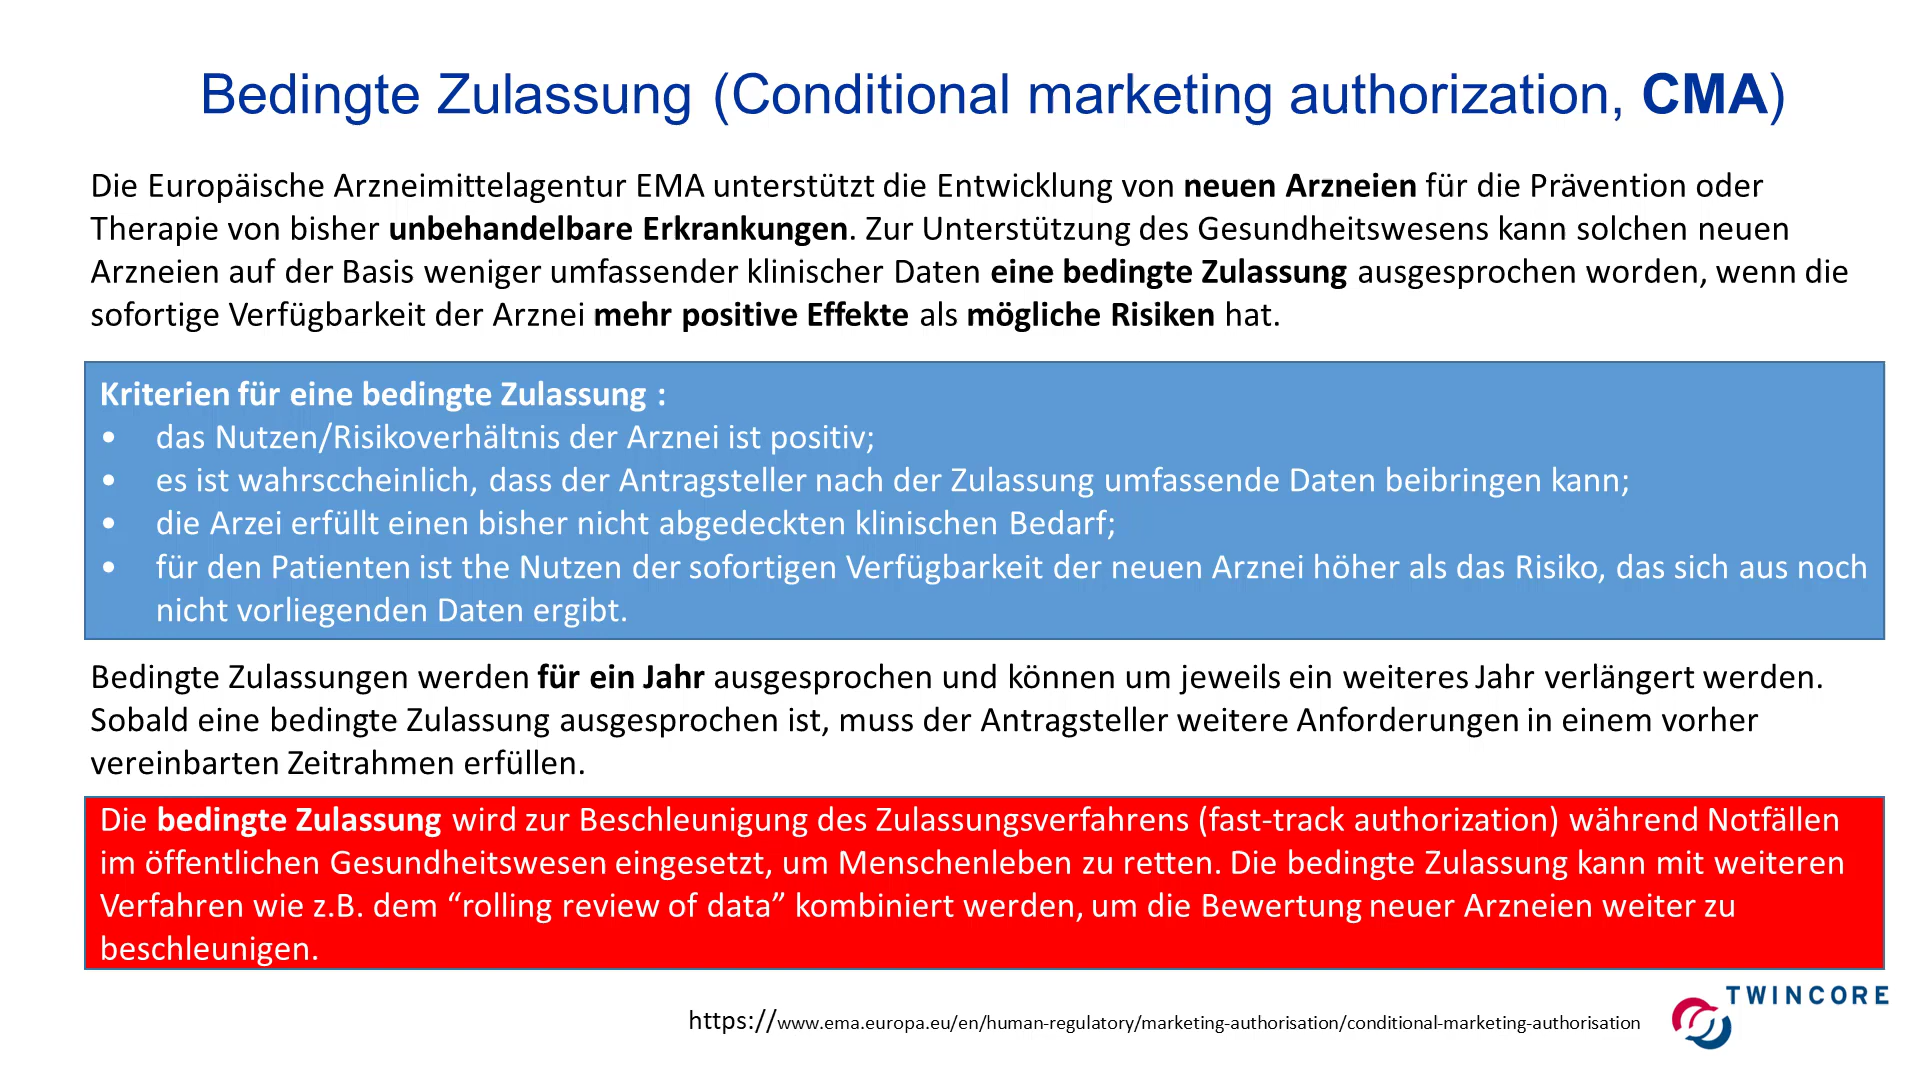 Bedingte Zulassung (Conditional marketing authorization, CMA)
Die Europäische Arzneimittelagentur EMA unterstützt die Entwicklung von neuen Arzneien für die Prävention oder
Therapie von bisher unbehandelbare Erkrankungen. Zur Unterstützung des Gesundheitswesens kann solchen neuen
Arzneien auf der Basis weniger umfassender klinischer Daten eine bedingte Zulassung ausgesprochen worden, wenn die
sofortige Verfügbarkeit der Arznei mehr positive Effekte als mögliche Risiken hat.
Kriterien für eine bedingte Zulassung :
• das Nutzen/Risikoverhältnis der Arznei ist positiv;
• es ist wahrsccheinlich, dass der Antragsteller nach der Zulassung umfassende Daten beibringen kann;
• die Arzei erfüllt einen bisher nicht abgedeckten klinischen Bedarf;
• für den Patienten ist the Nutzen der sofortigen Verfügbarkeit der neuen Arznei höher als das Risiko, das sich aus noch
nicht vorliegenden Daten ergibt.
Bedingte Zulassungen werden für ein Jahr ausgesprochen und können um jeweils ein weiteres Jahr verlängert werden.
Sobald eine bedingte Zulassung ausgesprochen ist, muss der Antragsteller weitere Anforderungen in einem vorher
vereinbarten Zeitrahmen erfüllen.
Die bedingte Zulassung wird zur Beschleunigung des Zulassungsverfahrens (fast-track authorization) während Notfällen
im öffentlichen Gesundheitswesen eingesetzt, um Menschenleben zu retten. Die bedingte Zulassung kann mit weiteren
Verfahren wie z.B. dem “rolling review of data” kombiniert werden, um die Bewertung neuer Arzneien weiter zu
beschleunigen.
TWINCORE
https://www.ema.europa.eu/en/human-regulatory/marketing-authorisation/conditional-marketing-authorisation